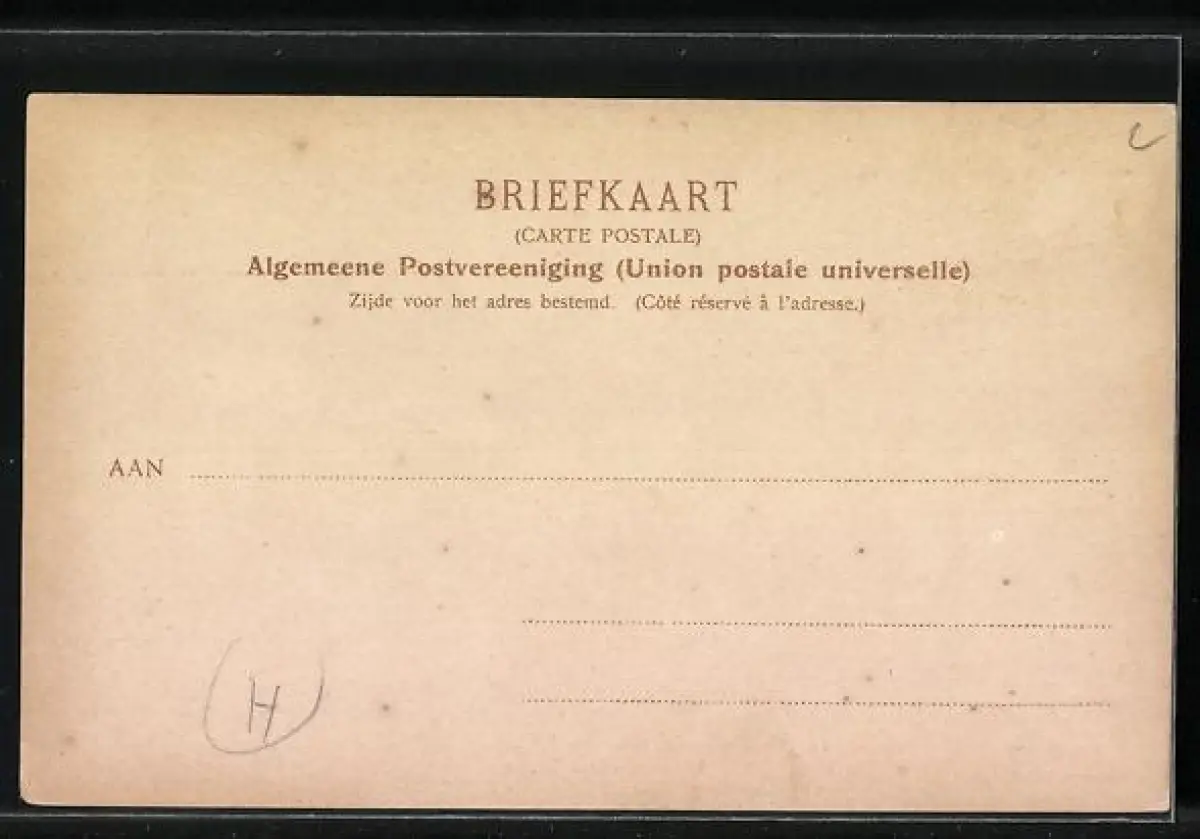 BRIEFKAART
(CARTE POSTALE)
Algemeene Postvereeniging (Union postale universelle)
Zijde voor het adres bestemd. (Côté réservé à l'adresse.)
AAN
H